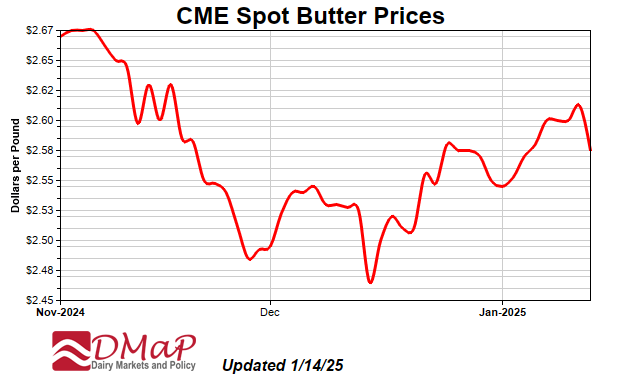 CME Spot Butter Prices
$2.67
$2.65
$2.62
$2.60
$2.58
$2.55
$2.53
$2.50
$2.48
$2.45
Dollars per Pound
Nov-2024 Dec Jan-2025
DMaP
Dairy Markets and Policy
Updated 1/14/25